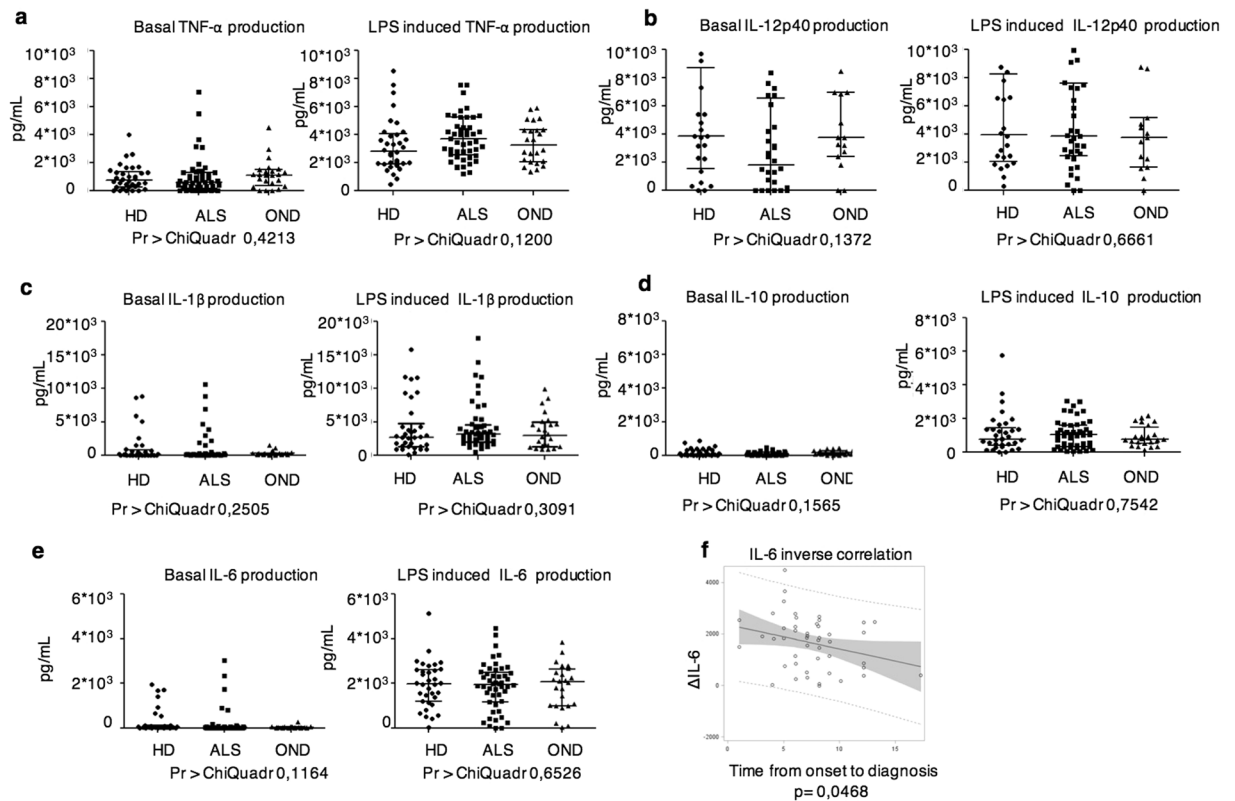 a
Basal TNF-α production
LPS induced TNF-α production
10*10³
8*10³
6*10³
4*10³
2*10³
0
pg/mL
HD ALS OND
Pr > ChiQuadr 0,4213
10*10³
8*10³
6*10³
4*10³
2*10³
0
pg/mL
HD ALS OND
Pr > ChiQuadr 0,1200
b
Basal IL-12p40 production
LPS induced IL-12p40 production
10*10³
8*10³
6*10³
4*10³
2*10³
0
pg/mL
HD ALS OND
Pr > ChiQuadr 0,1372
10*10³
8*10³
6*10³
4*10³
2*10³
0
pg/mL
HD ALS OND
Pr > ChiQuadr 0,6661
c
Basal IL-1β production
LPS induced IL-1β production
20*10³
15*10³
10*10³
5*10³
0
pg/mL
HD ALS OND
Pr > ChiQuadr 0,2505
20*10³
15*10³
10*10³
5*10³
0
pg/mL
HD ALS OND
Pr > ChiQuadr 0,3091
d
Basal IL-10 production
LPS induced IL-10 production
8*10³
6*10³
4*10³
2*10³
0
pg/mL
HD ALS OND
Pr > ChiQuadr 0,1565
8*10³
6*10³
4*10³
2*10³
0
pg/mL
HD ALS OND
Pr > ChiQuadr 0,7542
e
Basal IL-6 production
LPS induced IL-6 production
6*10³
4*10³
2*10³
0
pg/mL
HD ALS OND
Pr > ChiQuadr 0,1164
6*10³
4*10³
2*10³
0
pg/mL
HD ALS OND
Pr > ChiQuadr 0,6526
f
IL-6 inverse correlation
4000
2000
0
-2000
ΔIL-6
0 5 10 15
Time from onset to diagnosis
p= 0,0468